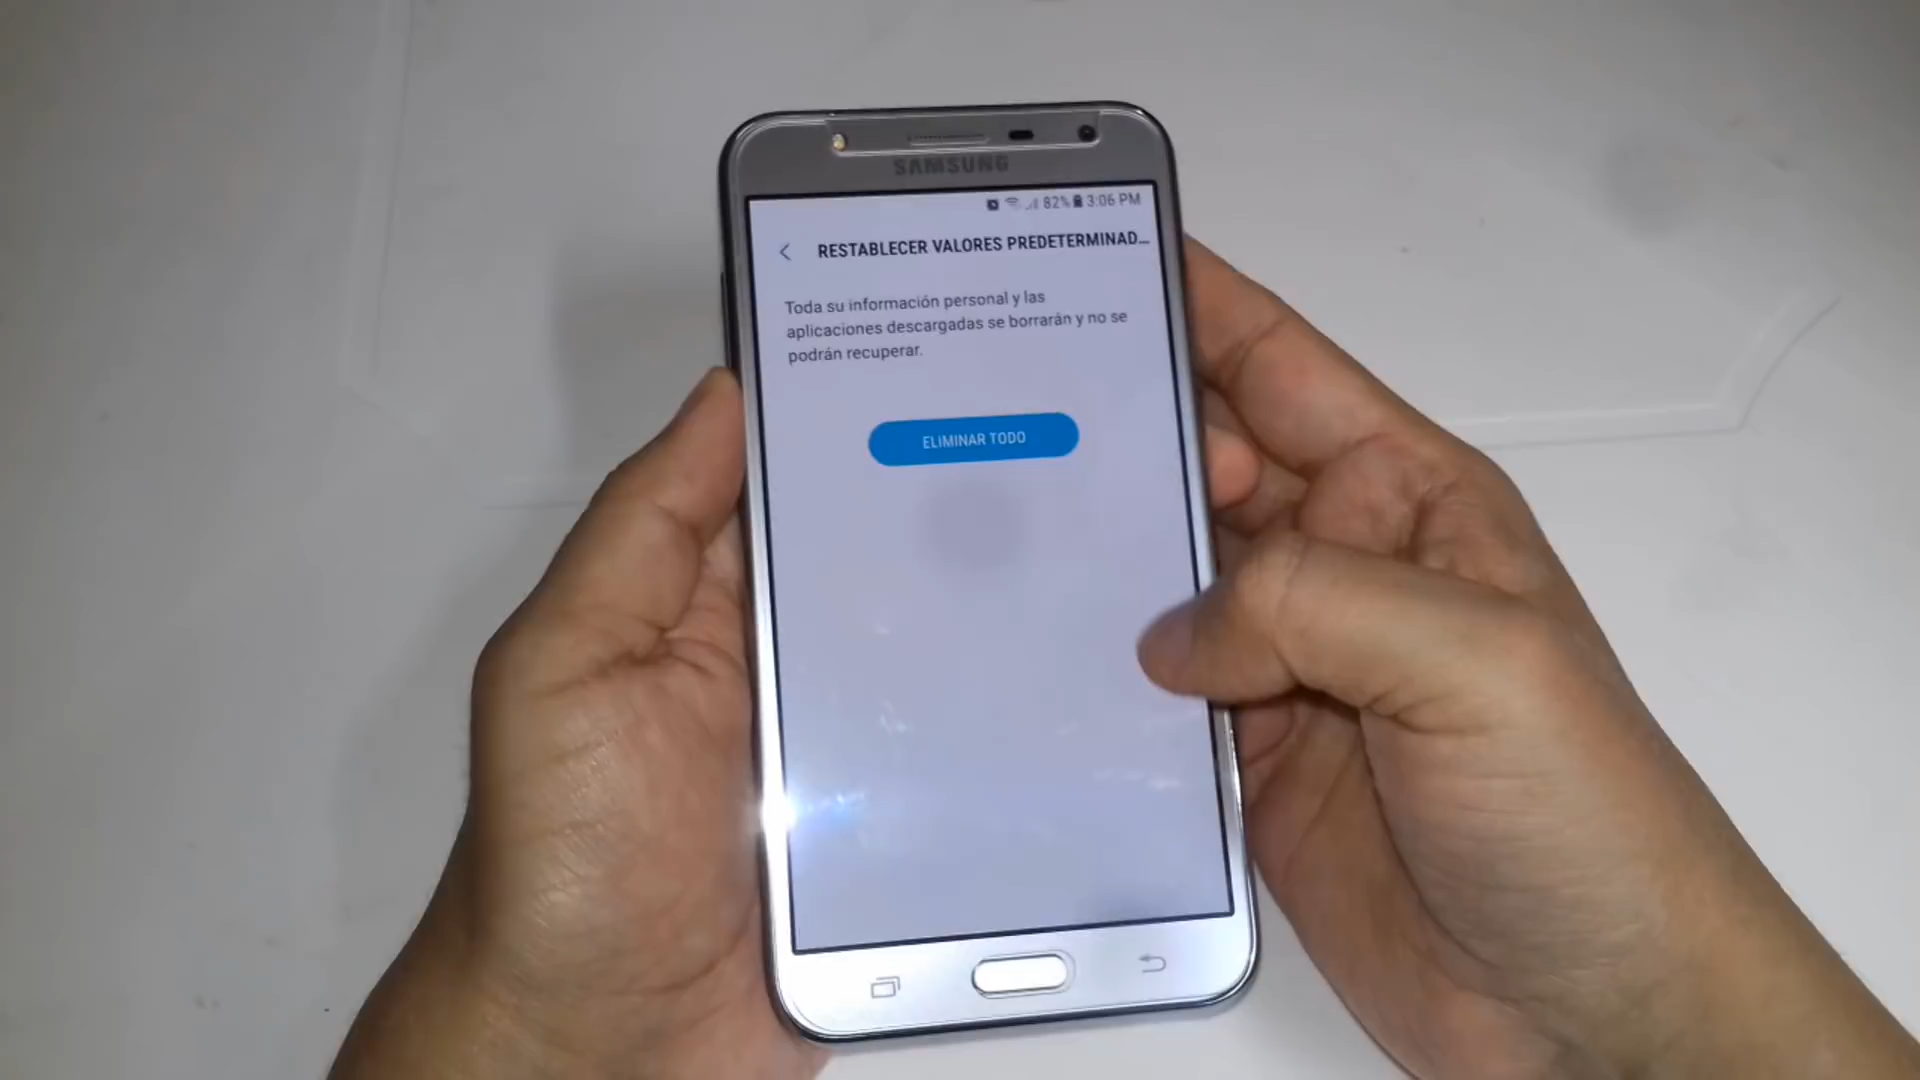 SAMSUNG
82% 3:06 PM
RESTABLECER VALORES PREDETERMINAD...
Toda su información personal y las
aplicaciones descargadas se borrarán y no se
podrán recuperar.
ELIMINAR TODO